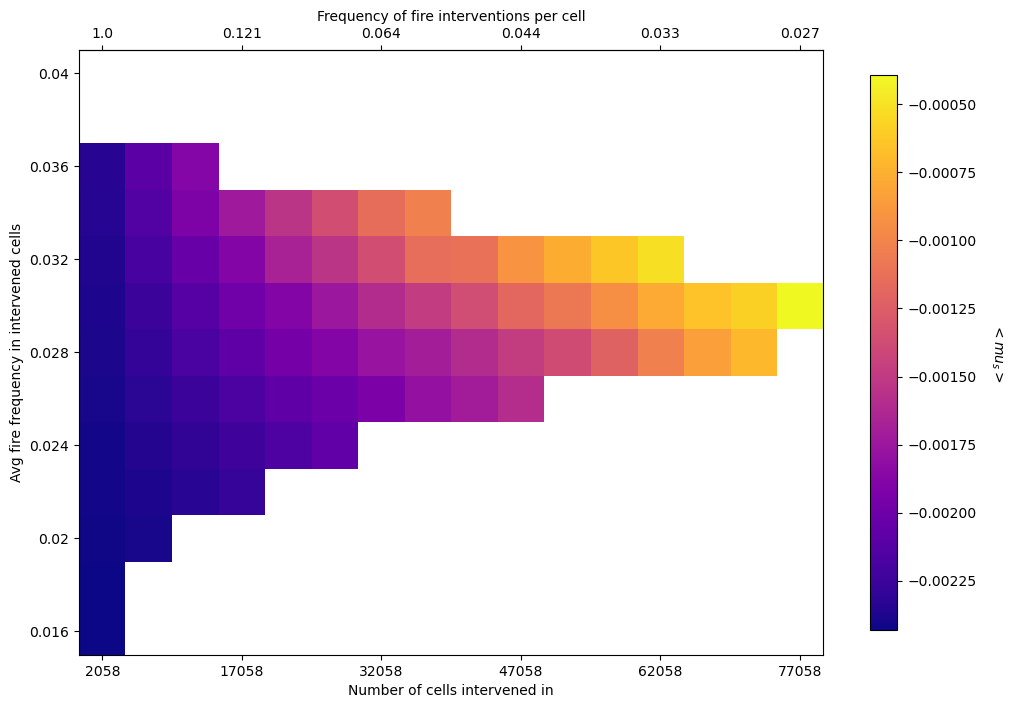 Frequency of fire interventions per cell
1.0 0.121 0.064 0.044 0.033 0.027
0.04
0.036
0.032
0.028
0.024
0.02
0.016
Avg fire frequency in intervened cells
2058 17058 32058 47058 62058 77058
Number of cells intervened in
−0.00050
−0.00075
−0.00100
−0.00125
−0.00150
−0.00175
−0.00200
−0.00225
< mu_s >